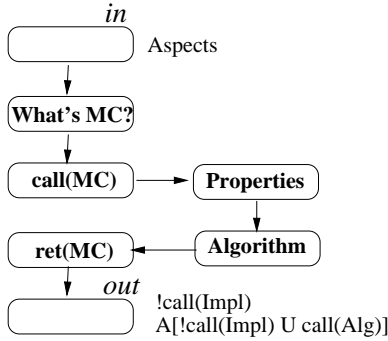 in
Aspects
What's MC?
call(MC)
Properties
ret(MC)
Algorithm
out
!call(Impl)
A[!call(Impl) U call(Alg)]